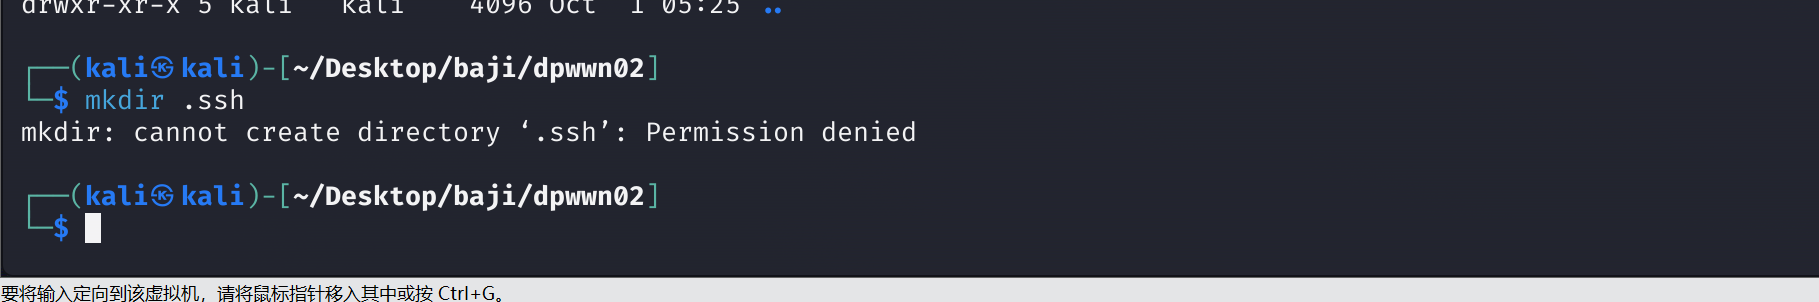 drwxr-xr-x 5 kali   kali    4096 Oct  1 05:25 ..
┌──(kali㉿kali)-[~/Desktop/baji/dpwwn02]
└─$ mkdir .ssh
mkdir: cannot create directory ‘.ssh’: Permission denied
┌──(kali㉿kali)-[~/Desktop/baji/dpwwn02]
└─$
要将输入定向到该虚拟机，请将鼠标指针移入其中或按 Ctrl+G。